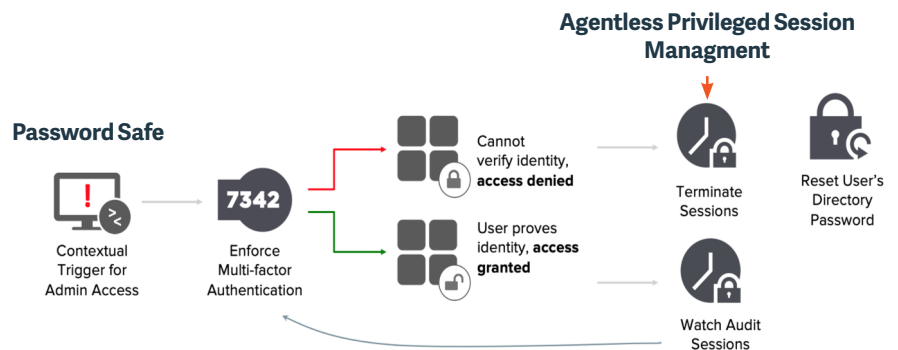 Agentless Privileged Session
Managment
Password Safe
!
>_<
Contextual
Trigger for
Admin Access
7342
Enforce
Multi-factor
Authentication
Cannot
verify identity,
access denied
User proves
identity, access
granted
Terminate
Sessions
Reset User's
Directory
Password
Watch Audit
Sessions